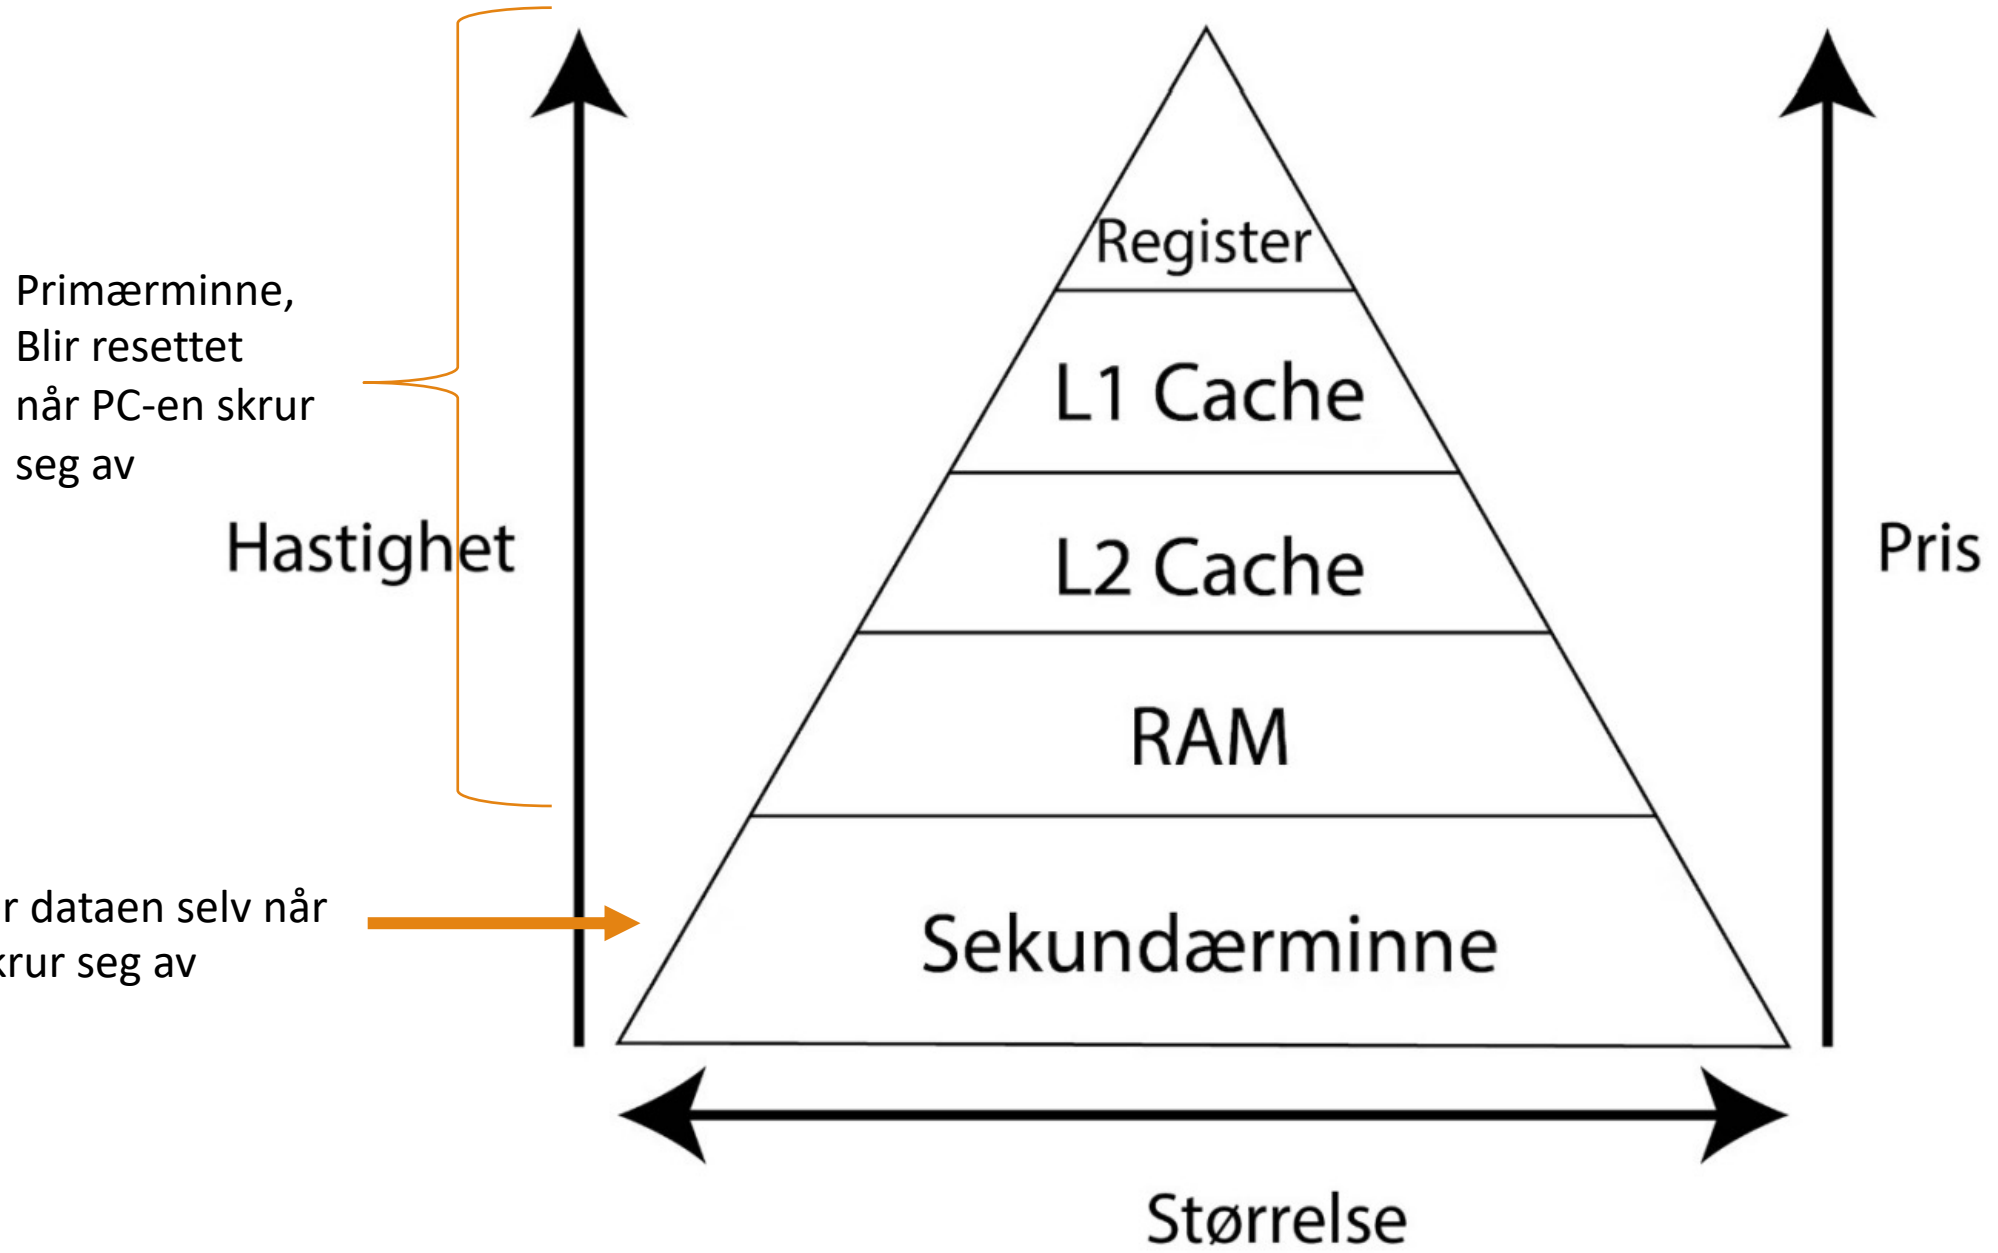 Register
Primærminne,
Blir resettet
når PC-en skrur
seg av
L1 Cache
Hastighet
L2 Cache
Pris
RAM
dataen selv når
seg av
Sekundærminne
Størrelse